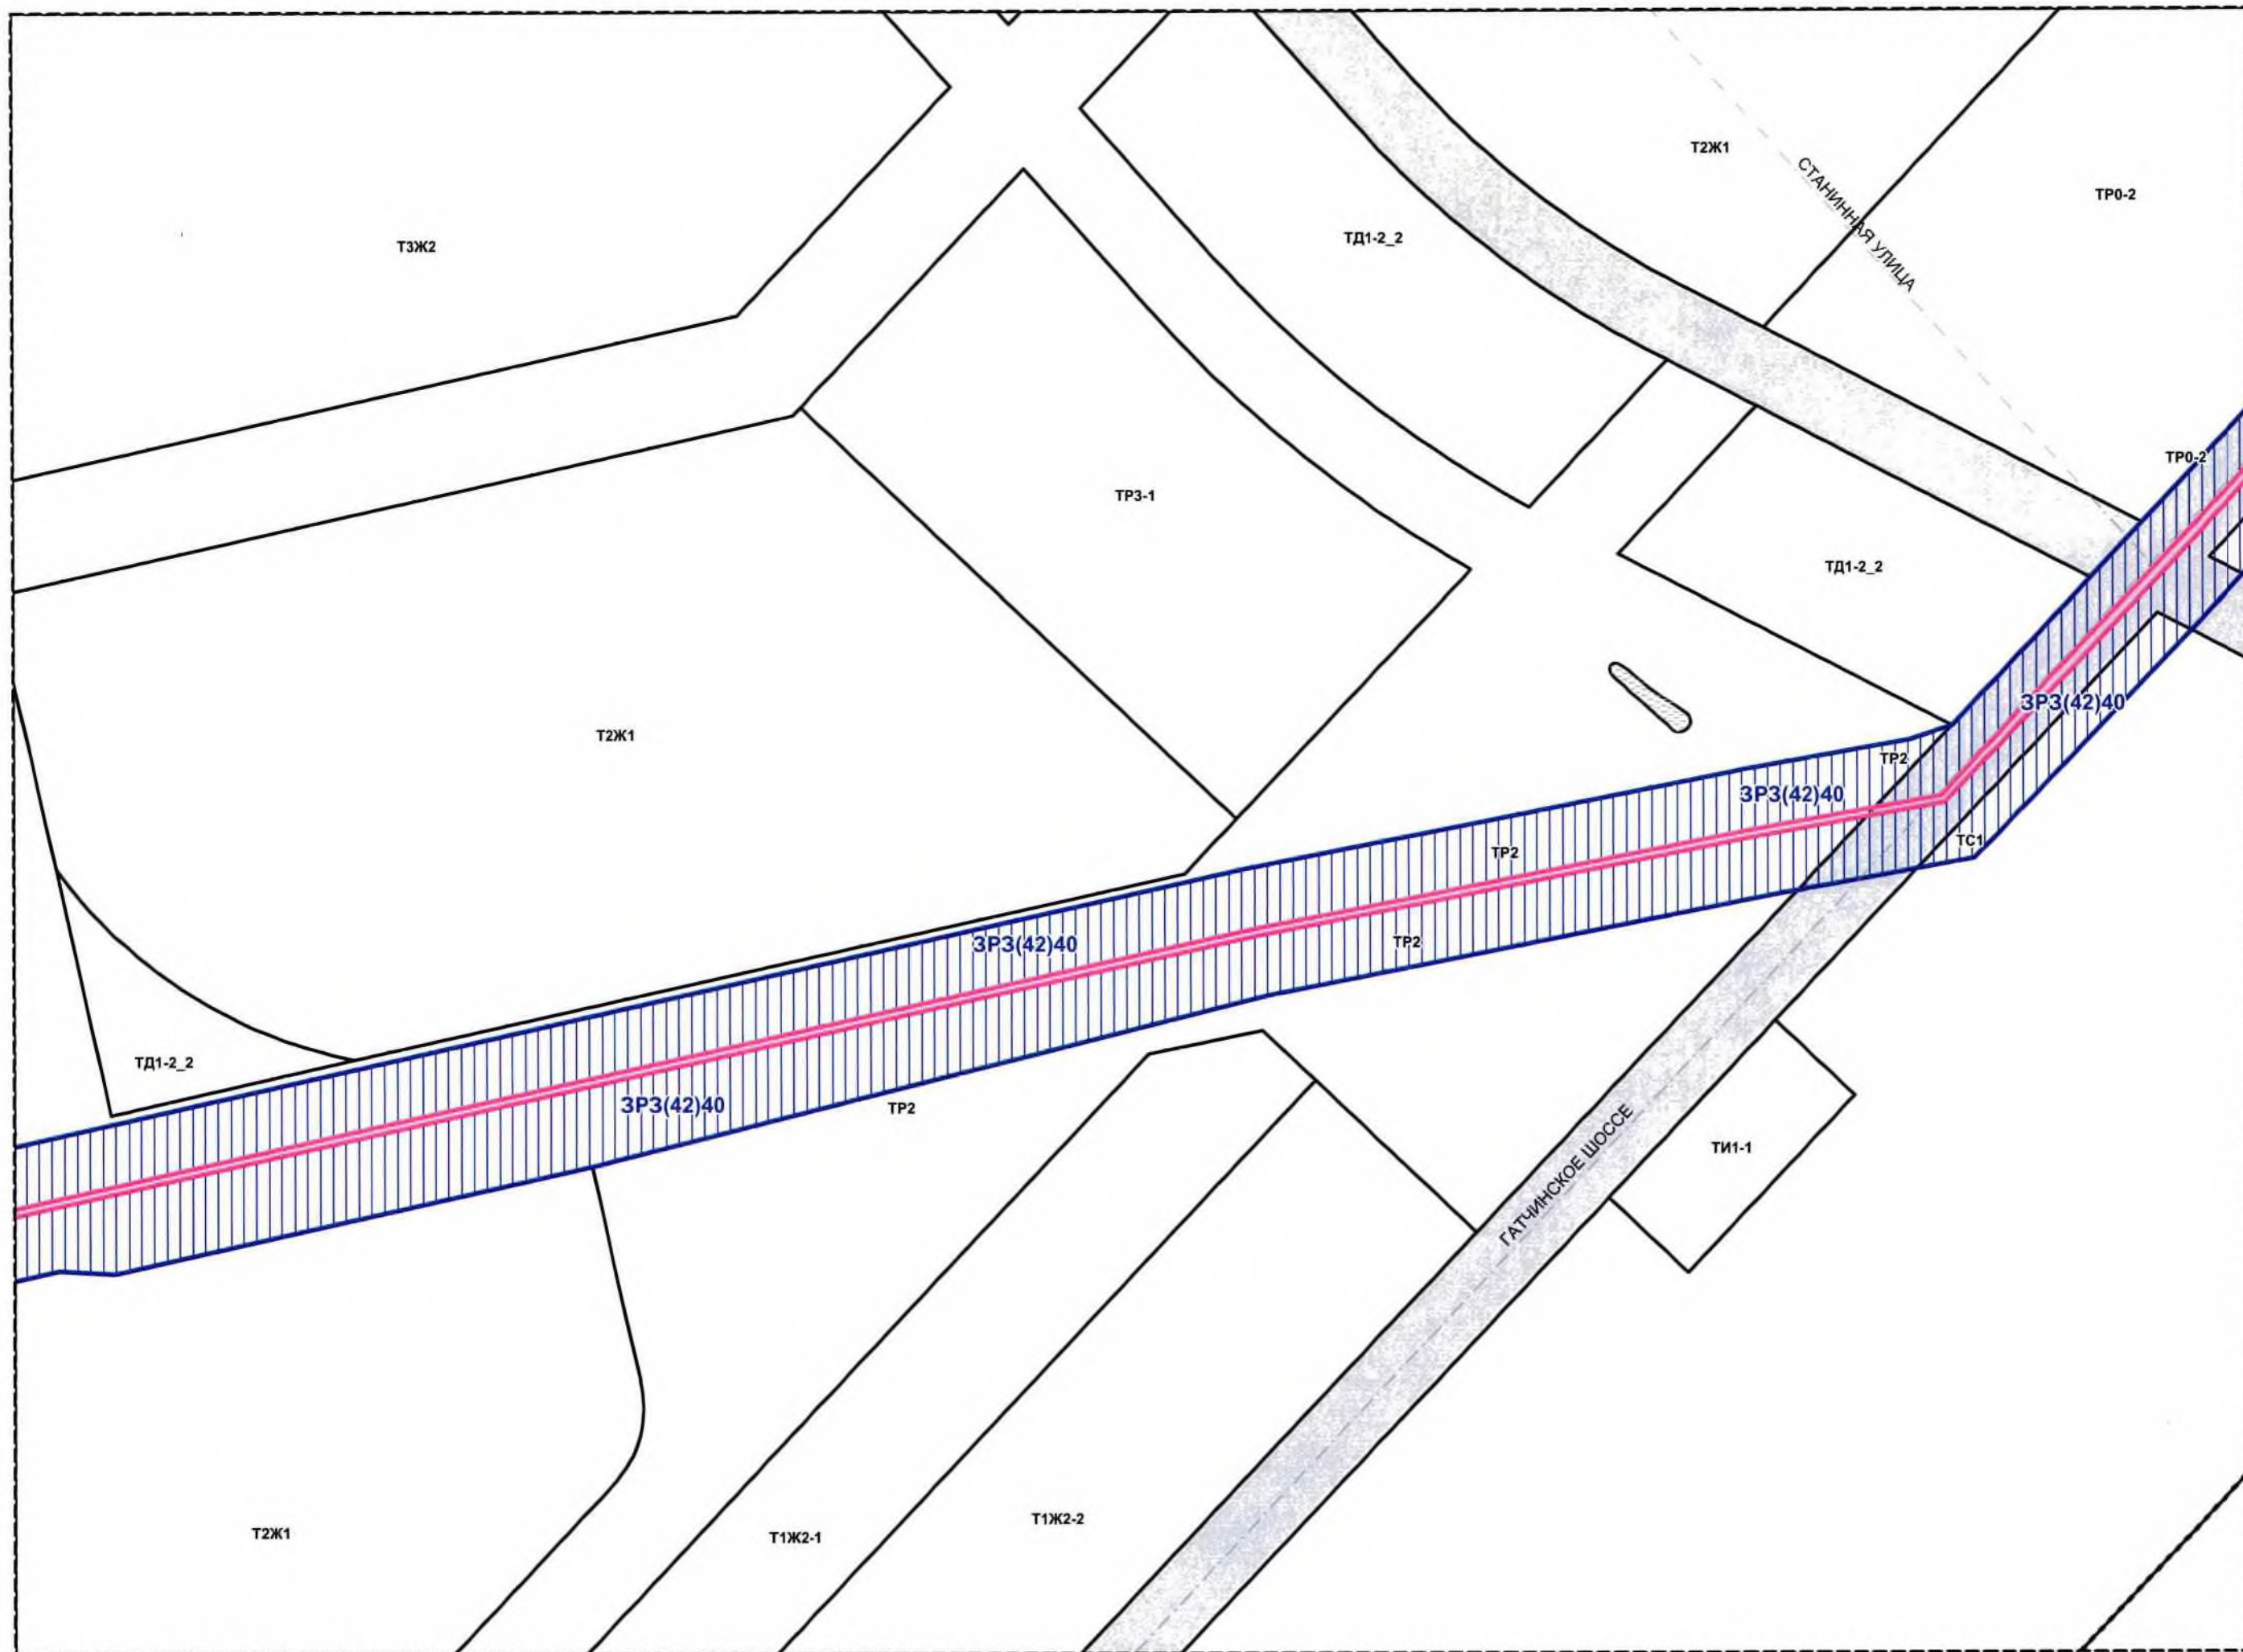 Т2Ж1
СТАНИННАЯ УЛИЦА
ТР0-2
ТД1-2_2
Т3Ж2
ТР0-2
ТР3-1
ТД1-2_2
ЗРЗ(42)40
Т2Ж1
ТР2
ЗРЗ(42)40
ТС1
ТР2
ТР2
ЗРЗ(42)40
ТД1-2_2
ЗРЗ(42)40
ТР2
ГАТЧИНСКОЕ ШОССЕ
ТИ1-1
Т1Ж2-2
Т2Ж1
Т1Ж2-1